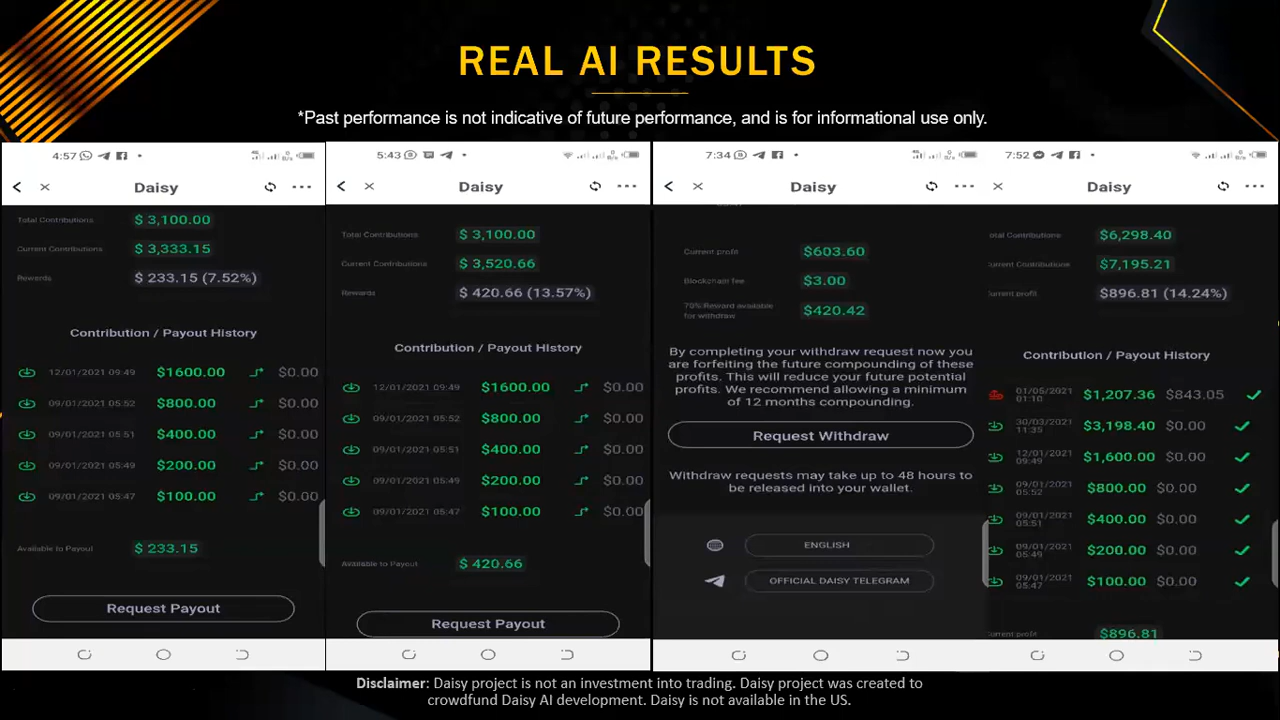 REAL AI RESULTS
*Past performance is not indicative of future performance, and is for informational use only.
4:57
Daisy
Total Contributions $ 3,100.00
Current Contributions $ 3,333.15
Rewards $ 233.15 (7.52%)
Contribution / Payout History
12/01/2021 09:49 $1600.00 $0.00
09/01/2021 05:52 $800.00 $0.00
09/01/2021 05:51 $400.00 $0.00
09/01/2021 05:49 $200.00 $0.00
09/01/2021 05:47 $100.00 $0.00
Available to Payout $ 233.15
Request Payout
5:43
Daisy
Total Contributions $ 3,100.00
Current Contributions $ 3,520.66
Rewards $ 420.66 (13.57%)
Contribution / Payout History
12/01/2021 09:49 $1600.00 $0.00
09/01/2021 05:52 $800.00 $0.00
09/01/2021 05:51 $400.00 $0.00
09/01/2021 05:49 $200.00 $0.00
09/01/2021 05:47 $100.00 $0.00
Available to Payout $ 420.66
Request Payout
7:34
Daisy
Current profit $603.60
Blockchain fee $3.00
70% Reward available
for withdraw $420.42
By completing your withdraw request now you
are forfeiting the future compounding of these
profits. This will reduce your future potential
profits. We recommend allowing a minimum
of 12 months compounding.
Request Withdraw
Withdraw requests may take up to 48 hours to
be released into your wallet.
ENGLISH
OFFICIAL DAISY TELEGRAM
7:52
Daisy
otal Contributions $6,298.40
urrent Contributions $7,195.21
urrent profit $896.81 (14.24%)
Contribution / Payout History
01/05/2021
01:10 $1,207.36 $843.05
30/03/2021
11:35 $3,198.40 $0.00
12/01/2021
09:49 $1,600.00 $0.00
09/01/2021
05:52 $800.00 $0.00
09/01/2021
05:51 $400.00 $0.00
09/01/2021
05:49 $200.00 $0.00
09/01/2021
05:47 $100.00 $0.00
urrent profit $896.81
Disclaimer: Daisy project is not an investment into trading. Daisy project was created to
crowdfund Daisy AI development. Daisy is not available in the US.